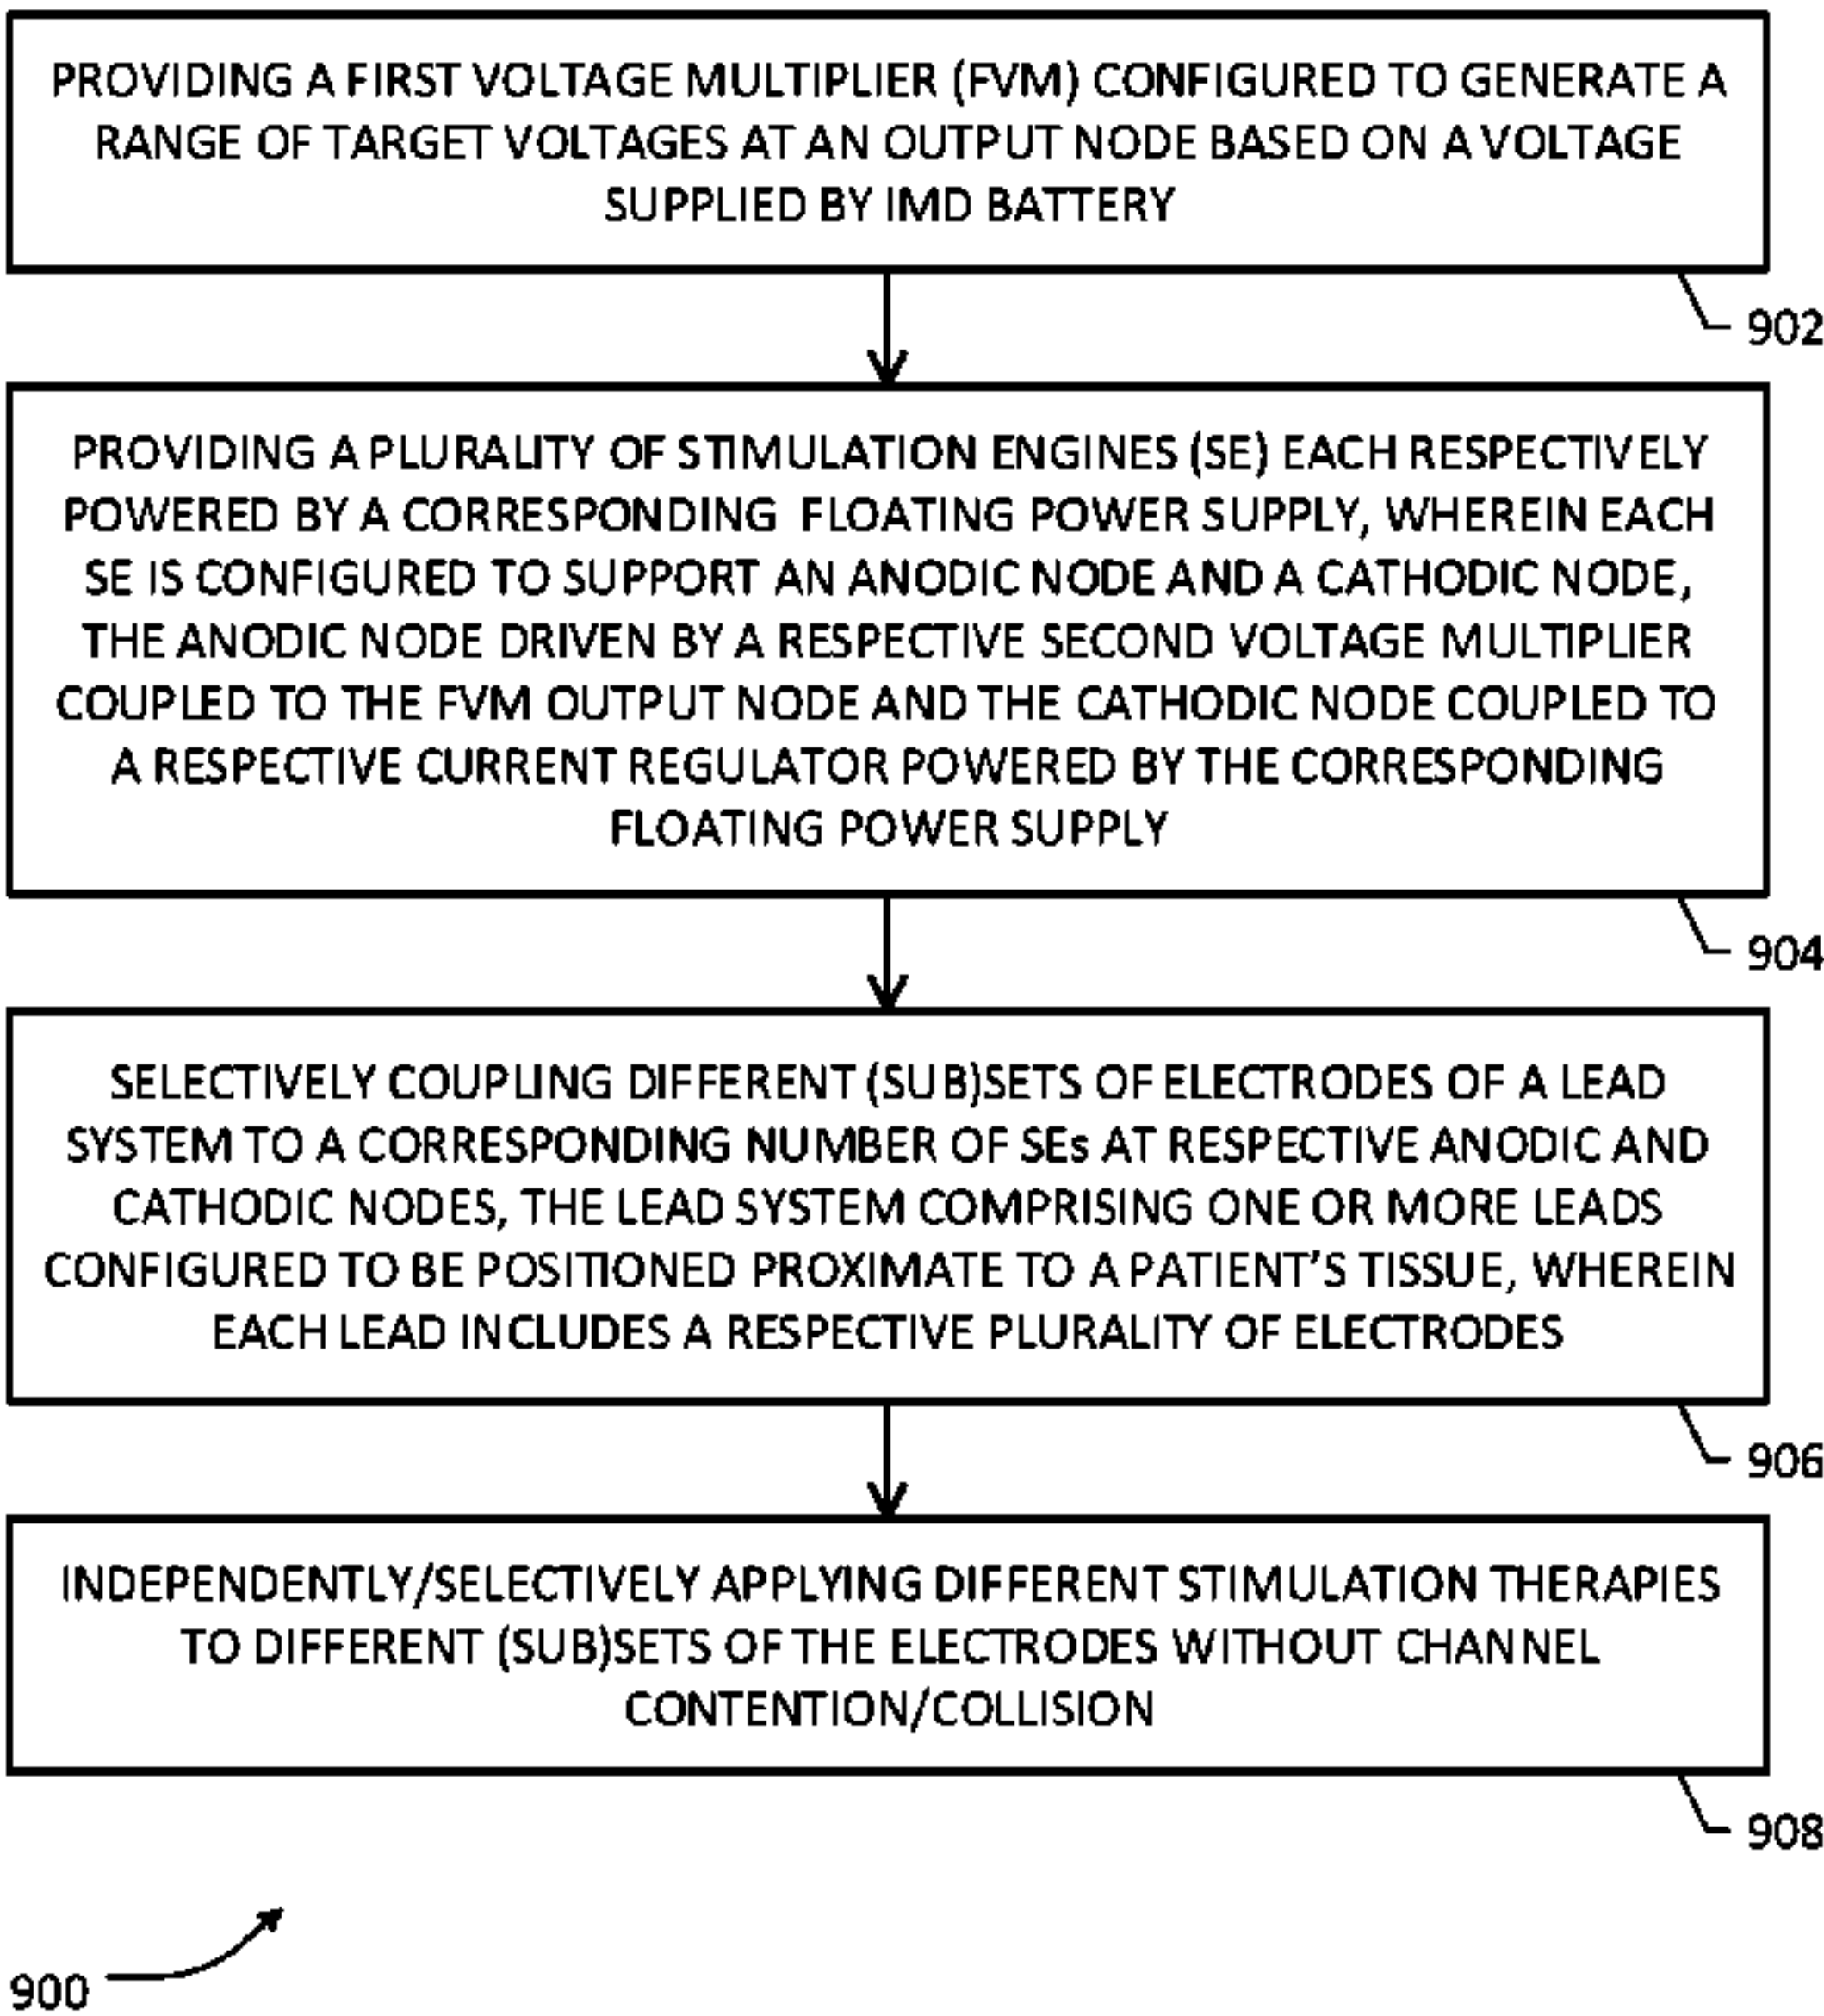 PROVIDING A FIRST VOLTAGE MULTIPLIER (FVM) CONFIGURED TO GENERATE A
RANGE OF TARGET VOLTAGES AT AN OUTPUT NODE BASED ON A VOLTAGE
SUPPLIED BY IMD BATTERY
902
PROVIDING A PLURALITY OF STIMULATION ENGINES (SE) EACH RESPECTIVELY
POWERED BY A CORRESPONDING FLOATING POWER SUPPLY, WHEREIN EACH
SE IS CONFIGURED TO SUPPORT AN ANODIC NODE AND A CATHODIC NODE,
THE ANODIC NODE DRIVEN BY A RESPECTIVE SECOND VOLTAGE MULTIPLIER
COUPLED TO THE FVM OUTPUT NODE AND THE CATHODIC NODE COUPLED TO
A RESPECTIVE CURRENT REGULATOR POWERED BY THE CORRESPONDING
FLOATING POWER SUPPLY
904
SELECTIVELY COUPLING DIFFERENT (SUB)SETS OF ELECTRODES OF A LEAD
SYSTEM TO A CORRESPONDING NUMBER OF SEs AT RESPECTIVE ANODIC AND
CATHODIC NODES, THE LEAD SYSTEM COMPRISING ONE OR MORE LEADS
CONFIGURED TO BE POSITIONED PROXIMATE TO A PATIENT'S TISSUE, WHEREIN
EACH LEAD INCLUDES A RESPECTIVE PLURALITY OF ELECTRODES
906
INDEPENDENTLY/SELECTIVELY APPLYING DIFFERENT STIMULATION THERAPIES
TO DIFFERENT (SUB)SETS OF THE ELECTRODES WITHOUT CHANNEL
CONTENTION/COLLISION
908
900